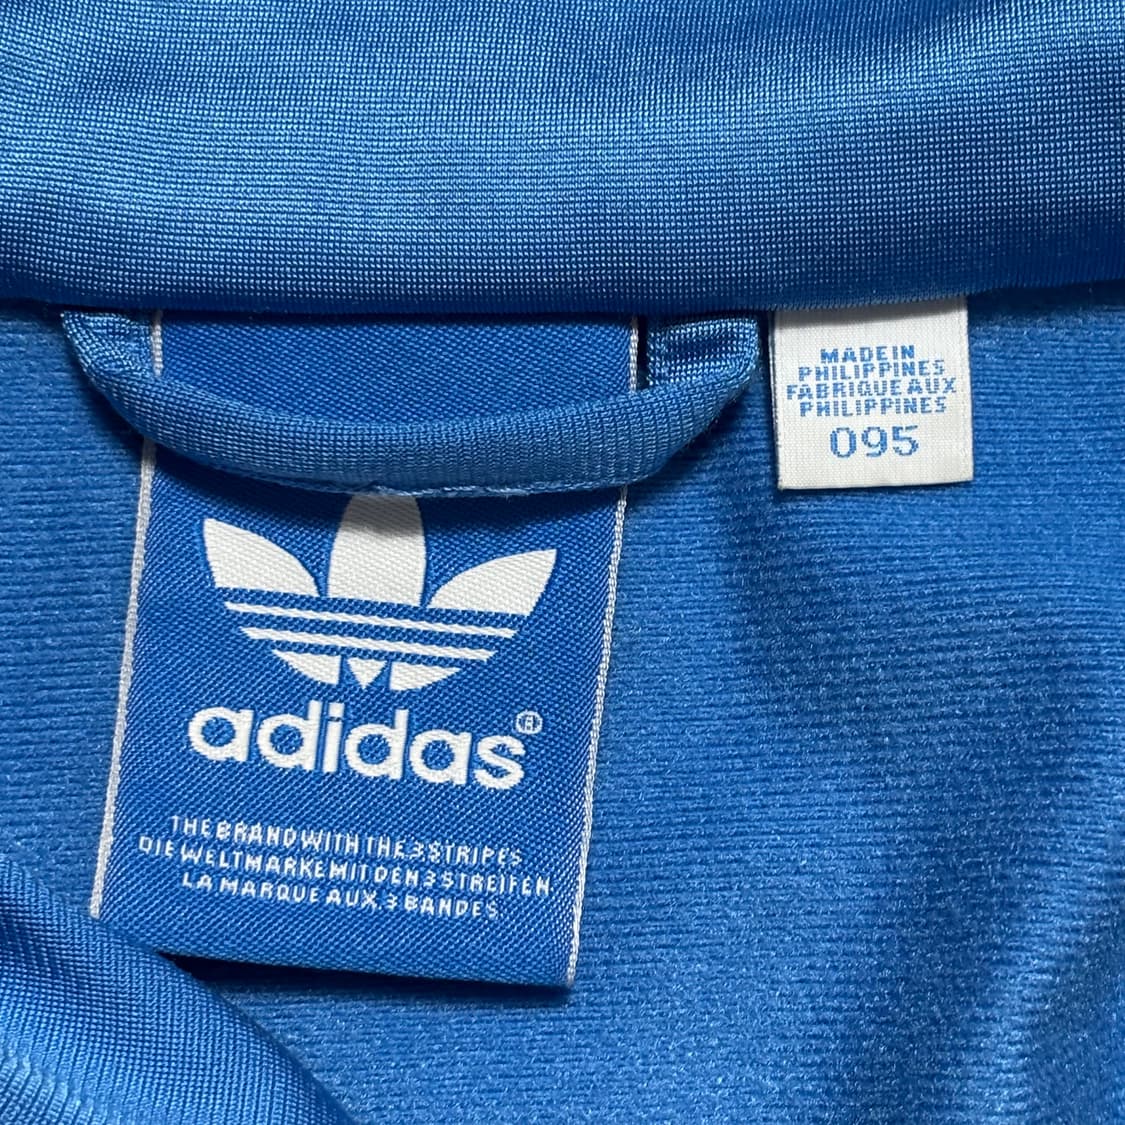 MADE IN
PHILIPPINES
FABRIQUE AUX
PHILIPPINES
095
adidas®
THE BRAND WITH THE 3 STRIPES
DIE WELTMARKE MIT DEN 3 STREIFEN
LA MARQUE AUX 3 BANDES